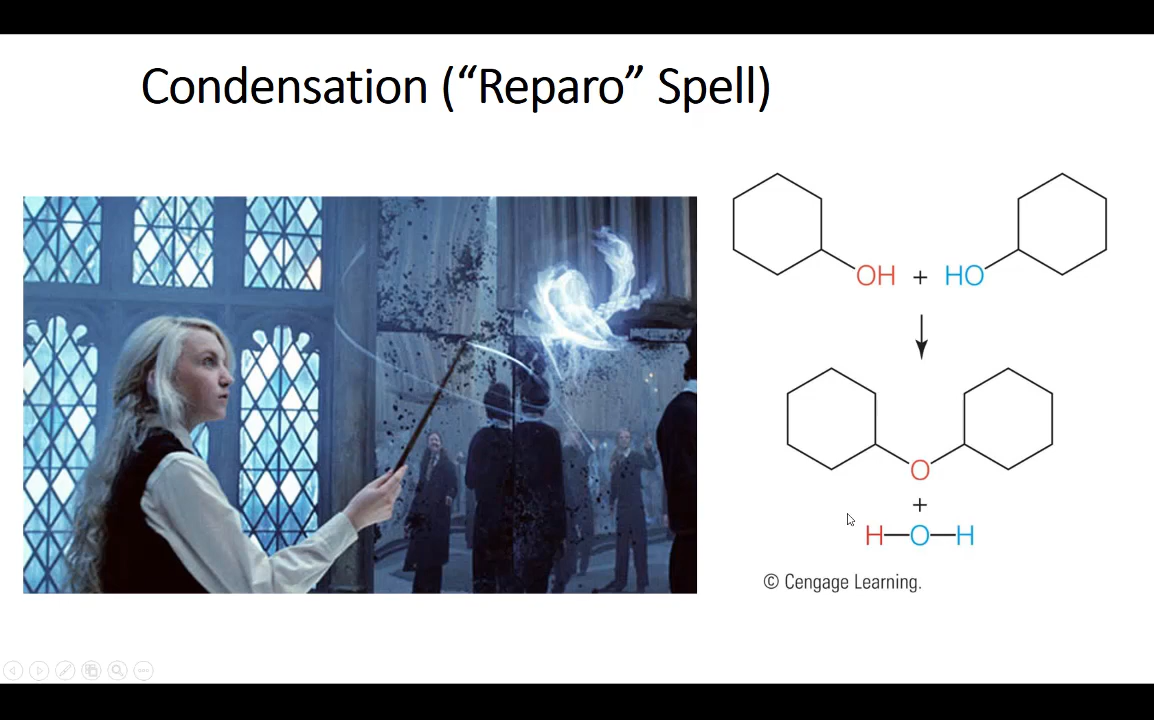 Condensation (“Reparo” Spell)
OH + HO
O
+
H—O—H
© Cengage Learning.